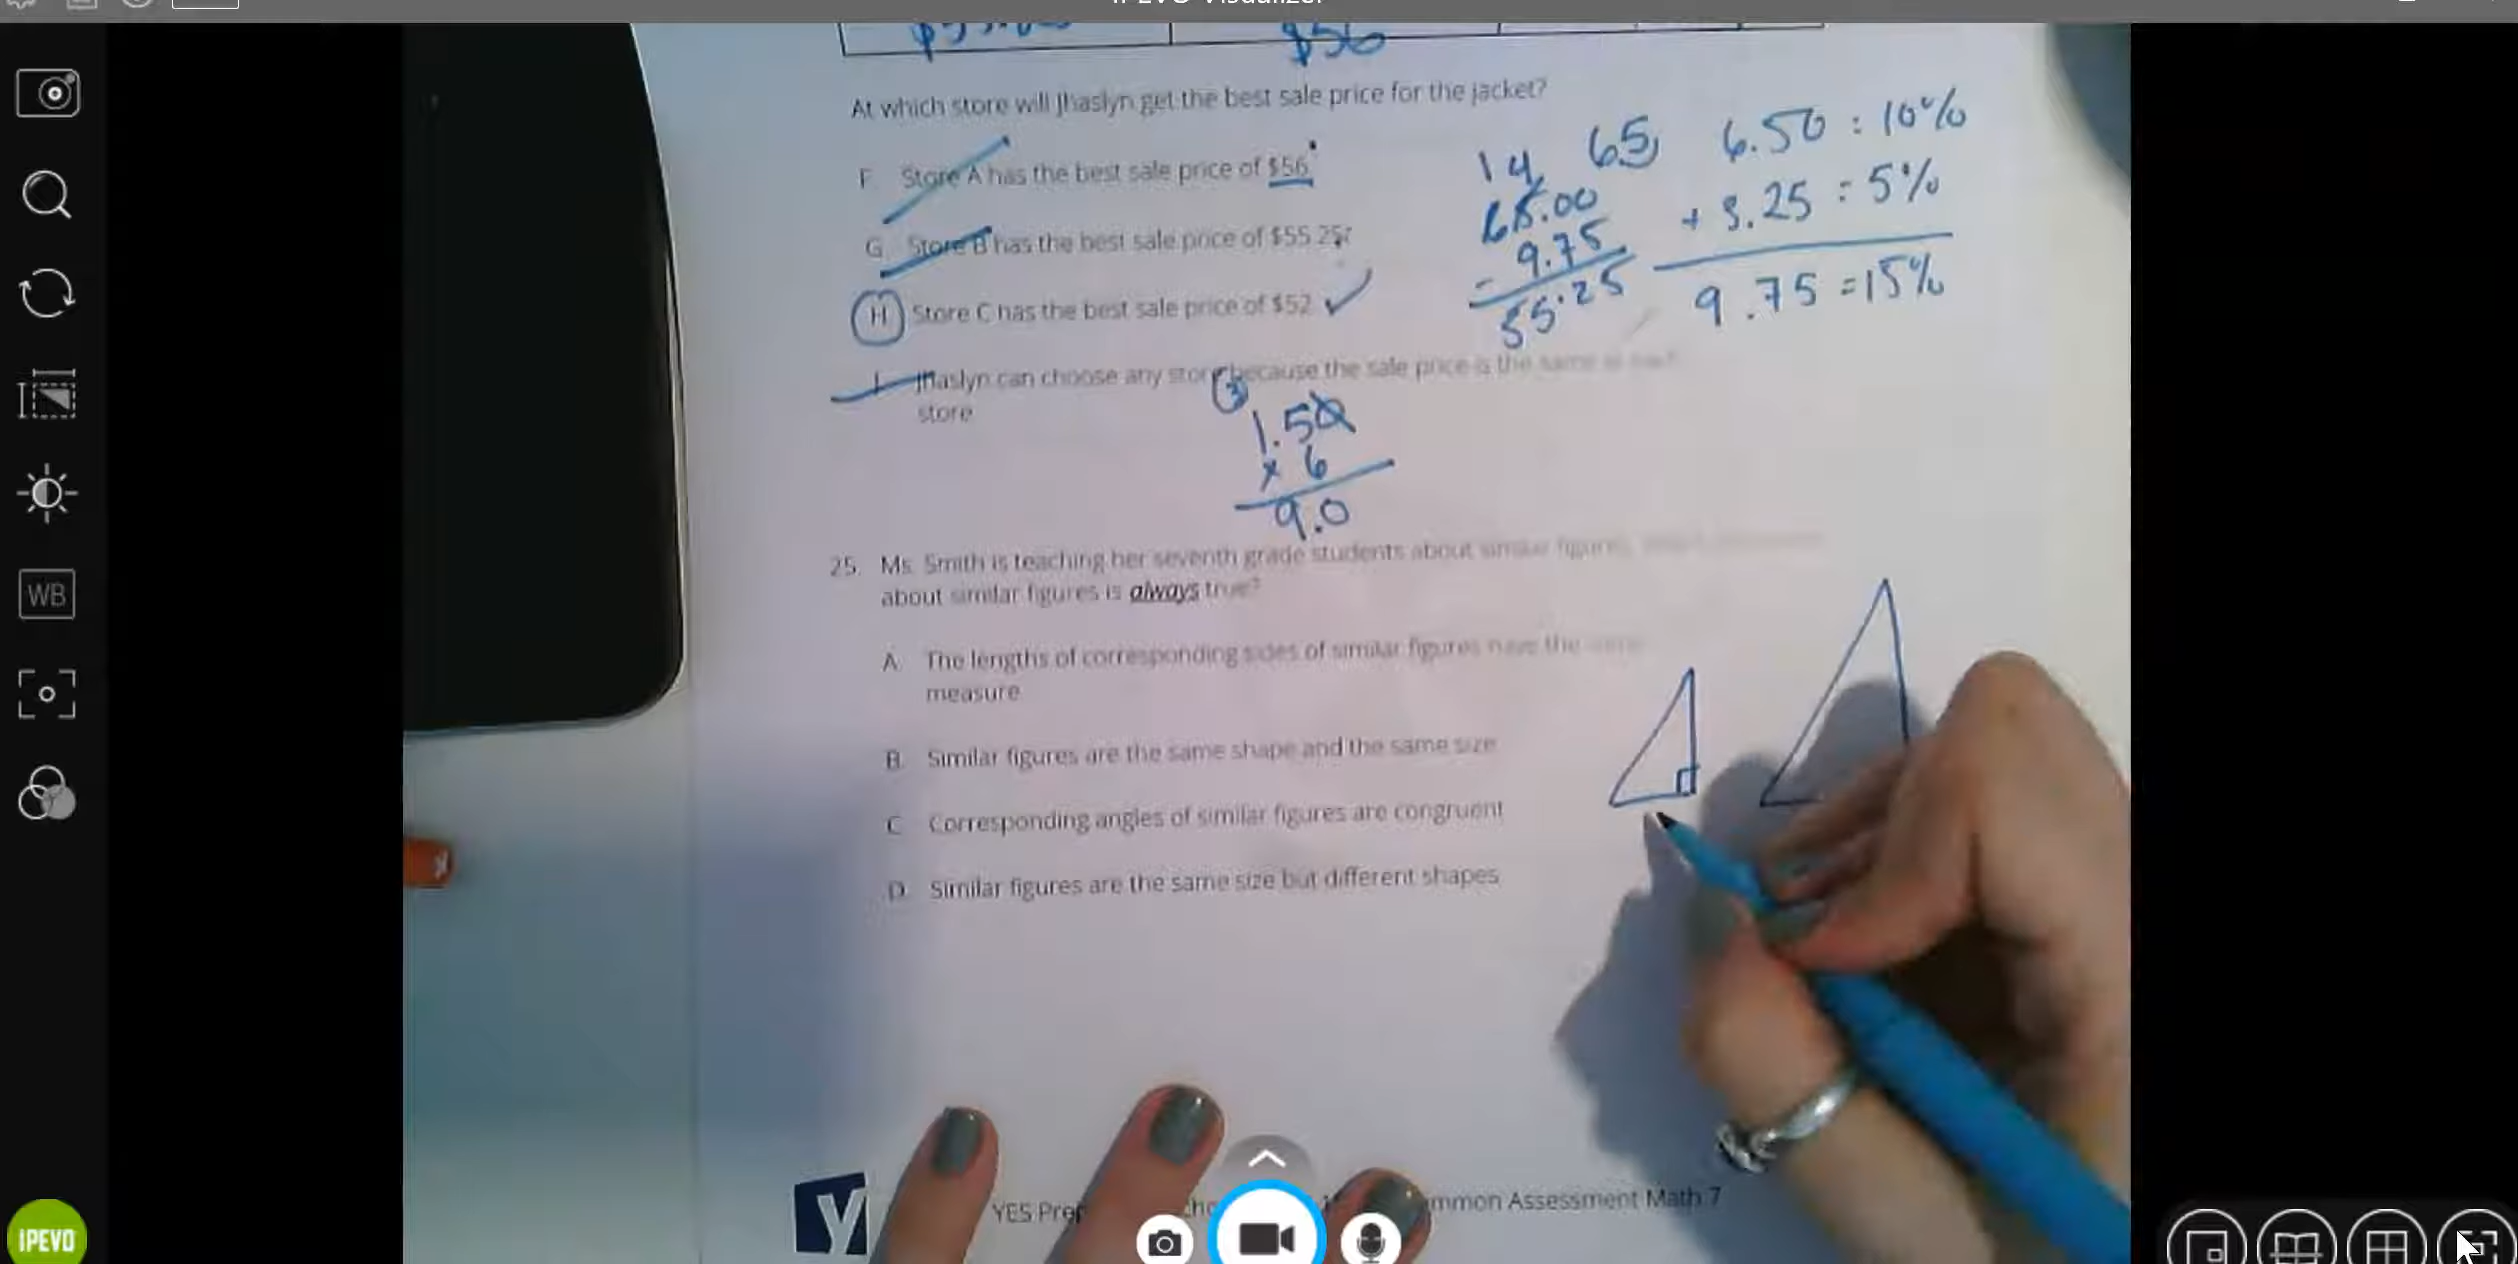 IPEVO Visualizer
$56
At which store will Jhaslyn get the best sale price for the jacket?
F. Store A has the best sale price of $56
G. Store B has the best sale price of $55.25
H Store C has the best sale price of $52 ✓
Jhaslyn can choose any store because the sale price is the same
store
14 65 6.50 : 10%
65.00 + 3.25 : 5%
- 9.75
55.25 9.75 = 15%
3
1.50
x 6
9.0
25. Ms. Smith is teaching her seventh grade students about similar figures.
about similar figures is always true?
A. The lengths of corresponding sides of similar figures have the same
measure
B. Similar figures are the same shape and the same size
C. Corresponding angles of similar figures are congruent
D. Similar figures are the same size but different shapes
YES Prep Common Assessment Math 7
WB
Y
iPEVO